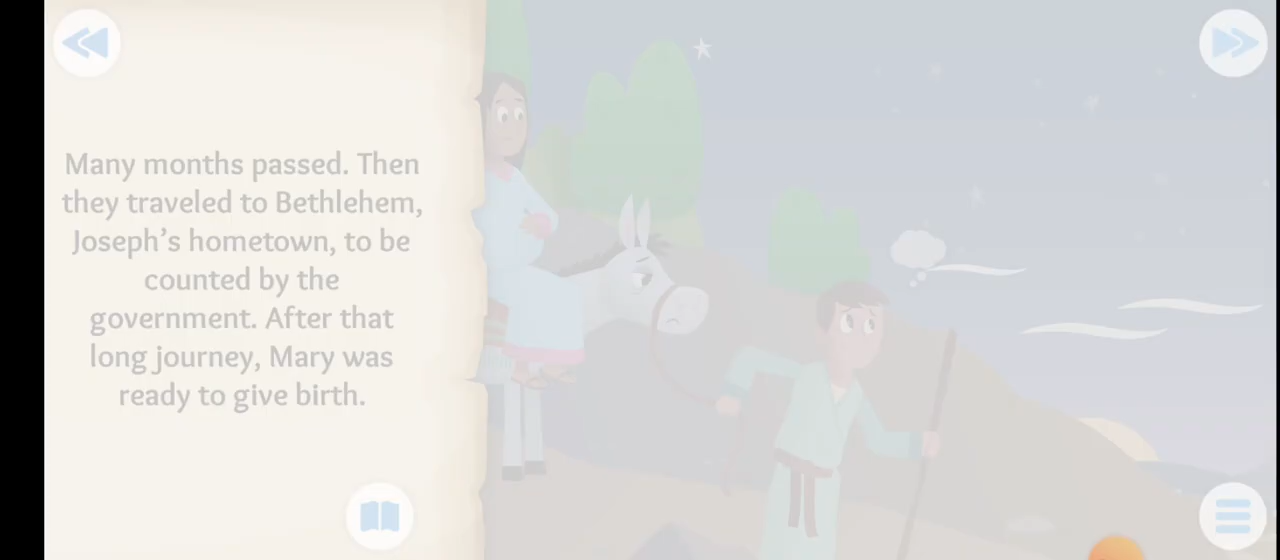 Many months passed. Then
they traveled to Bethlehem,
Joseph's hometown, to be
counted by the
government. After that
long journey, Mary was
ready to give birth.